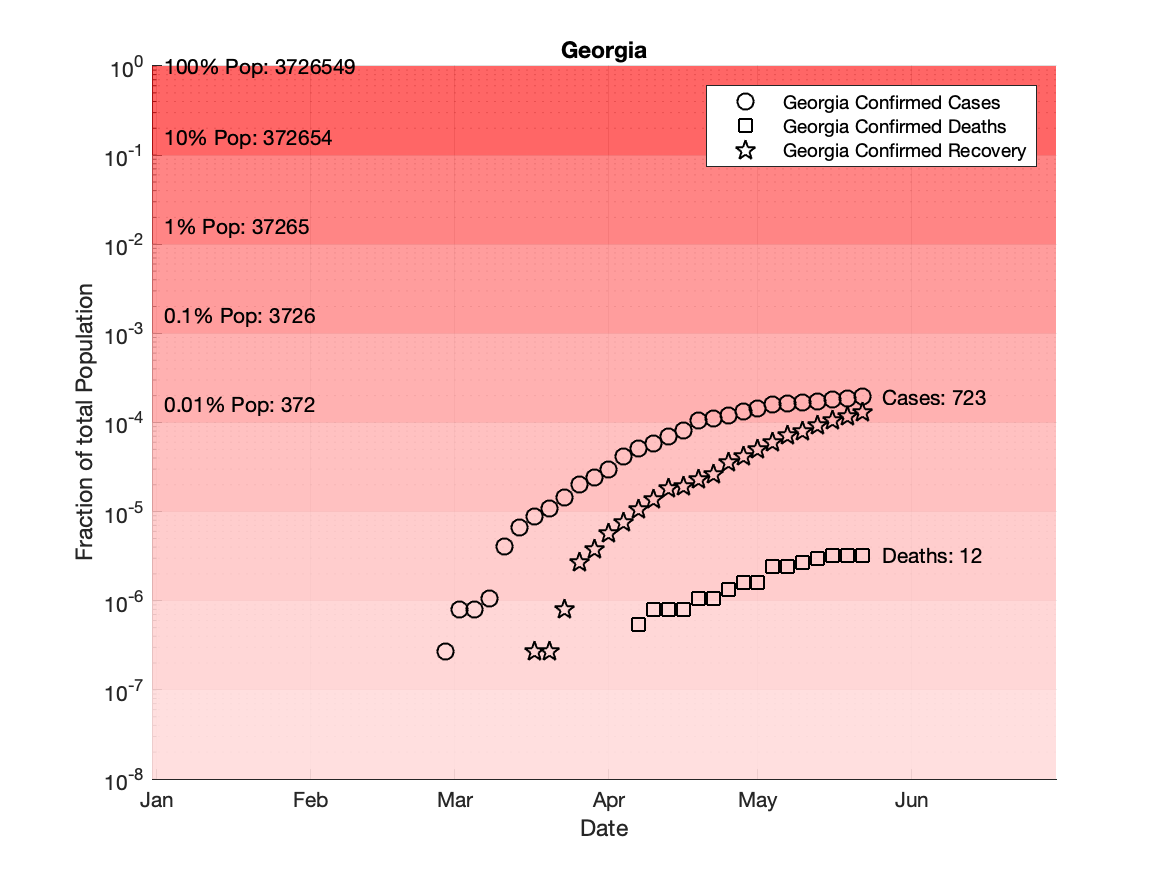 Georgia
10⁰
100% Pop: 3726549
Georgia Confirmed Cases
Georgia Confirmed Deaths
Georgia Confirmed Recovery
10% Pop: 372654
10⁻¹
1% Pop: 37265
10⁻²
0.1% Pop: 3726
10⁻³
0.01% Pop: 372
10⁻⁴
Cases: 723
10⁻⁵
Deaths: 12
10⁻⁶
10⁻⁷
10⁻⁸
Fraction of total Population
Jan Feb Mar Apr May Jun
Date